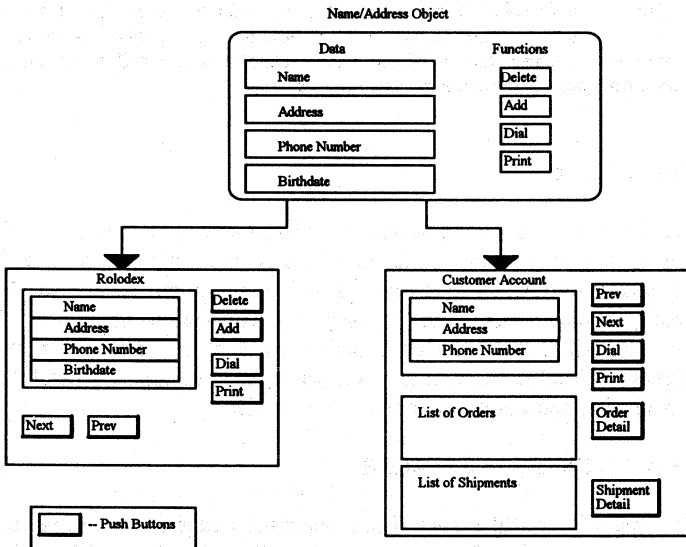 Name/Address Object
Data
Functions
Name
Address
Phone Number
Birthdate
Delete
Add
Dial
Print
Rolodex
Name
Address
Phone Number
Birthdate
Delete
Add
Dial
Print
Next
Prev
Customer Account
Name
Address
Phone Number
Prev
Next
Dial
Print
List of Orders
Order
Detail
List of Shipments
Shipment
Detail
-- Push Buttons